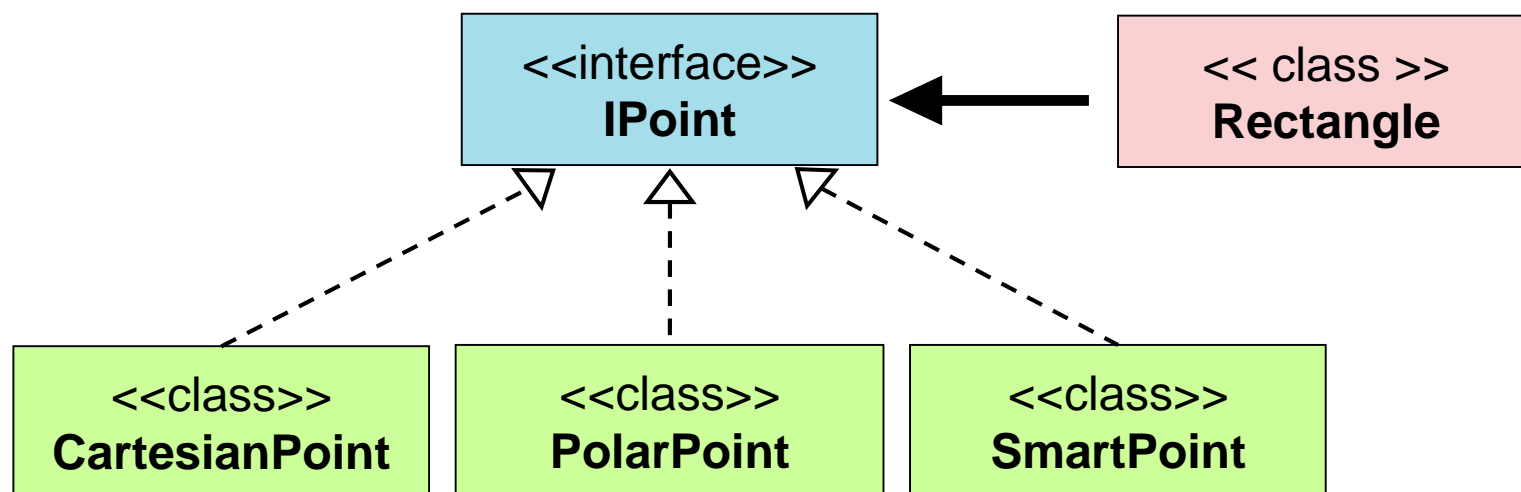 <<interface>>
IPoint
<< class >>
Rectangle
<<class>>
CartesianPoint
<<class>>
PolarPoint
<<class>>
SmartPoint